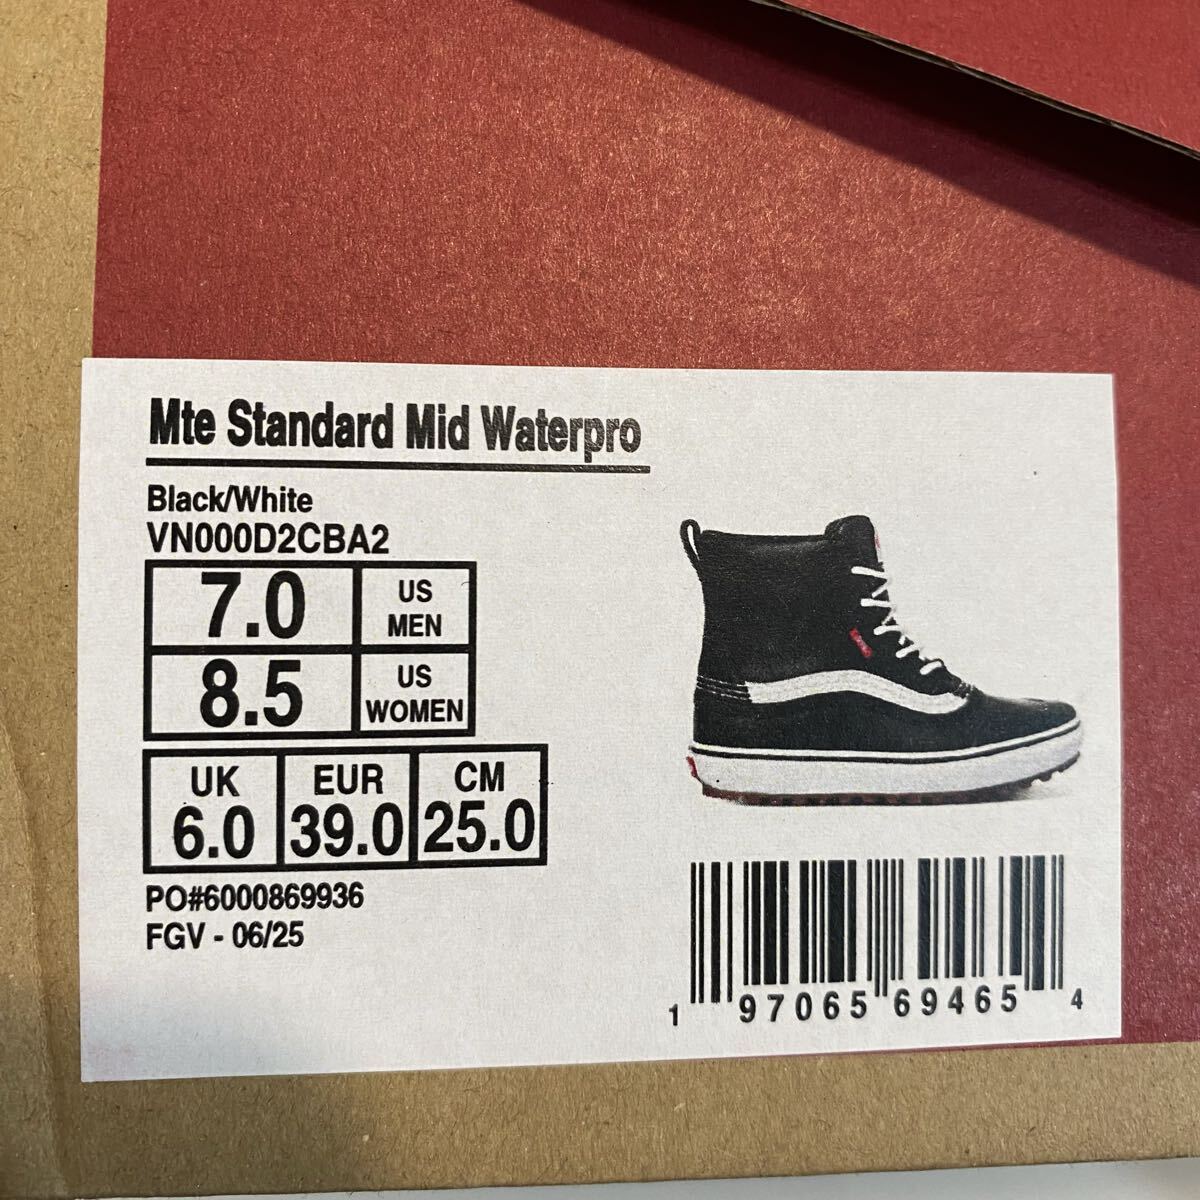 Mte Standard Mid Waterpro
Black/White
VN000D2CBA2
7.0 US MEN
8.5 US WOMEN
UK EUR CM
6.0 39.0 25.0
PO#6000869936
FGV - 06/25
1 97065 69465 4